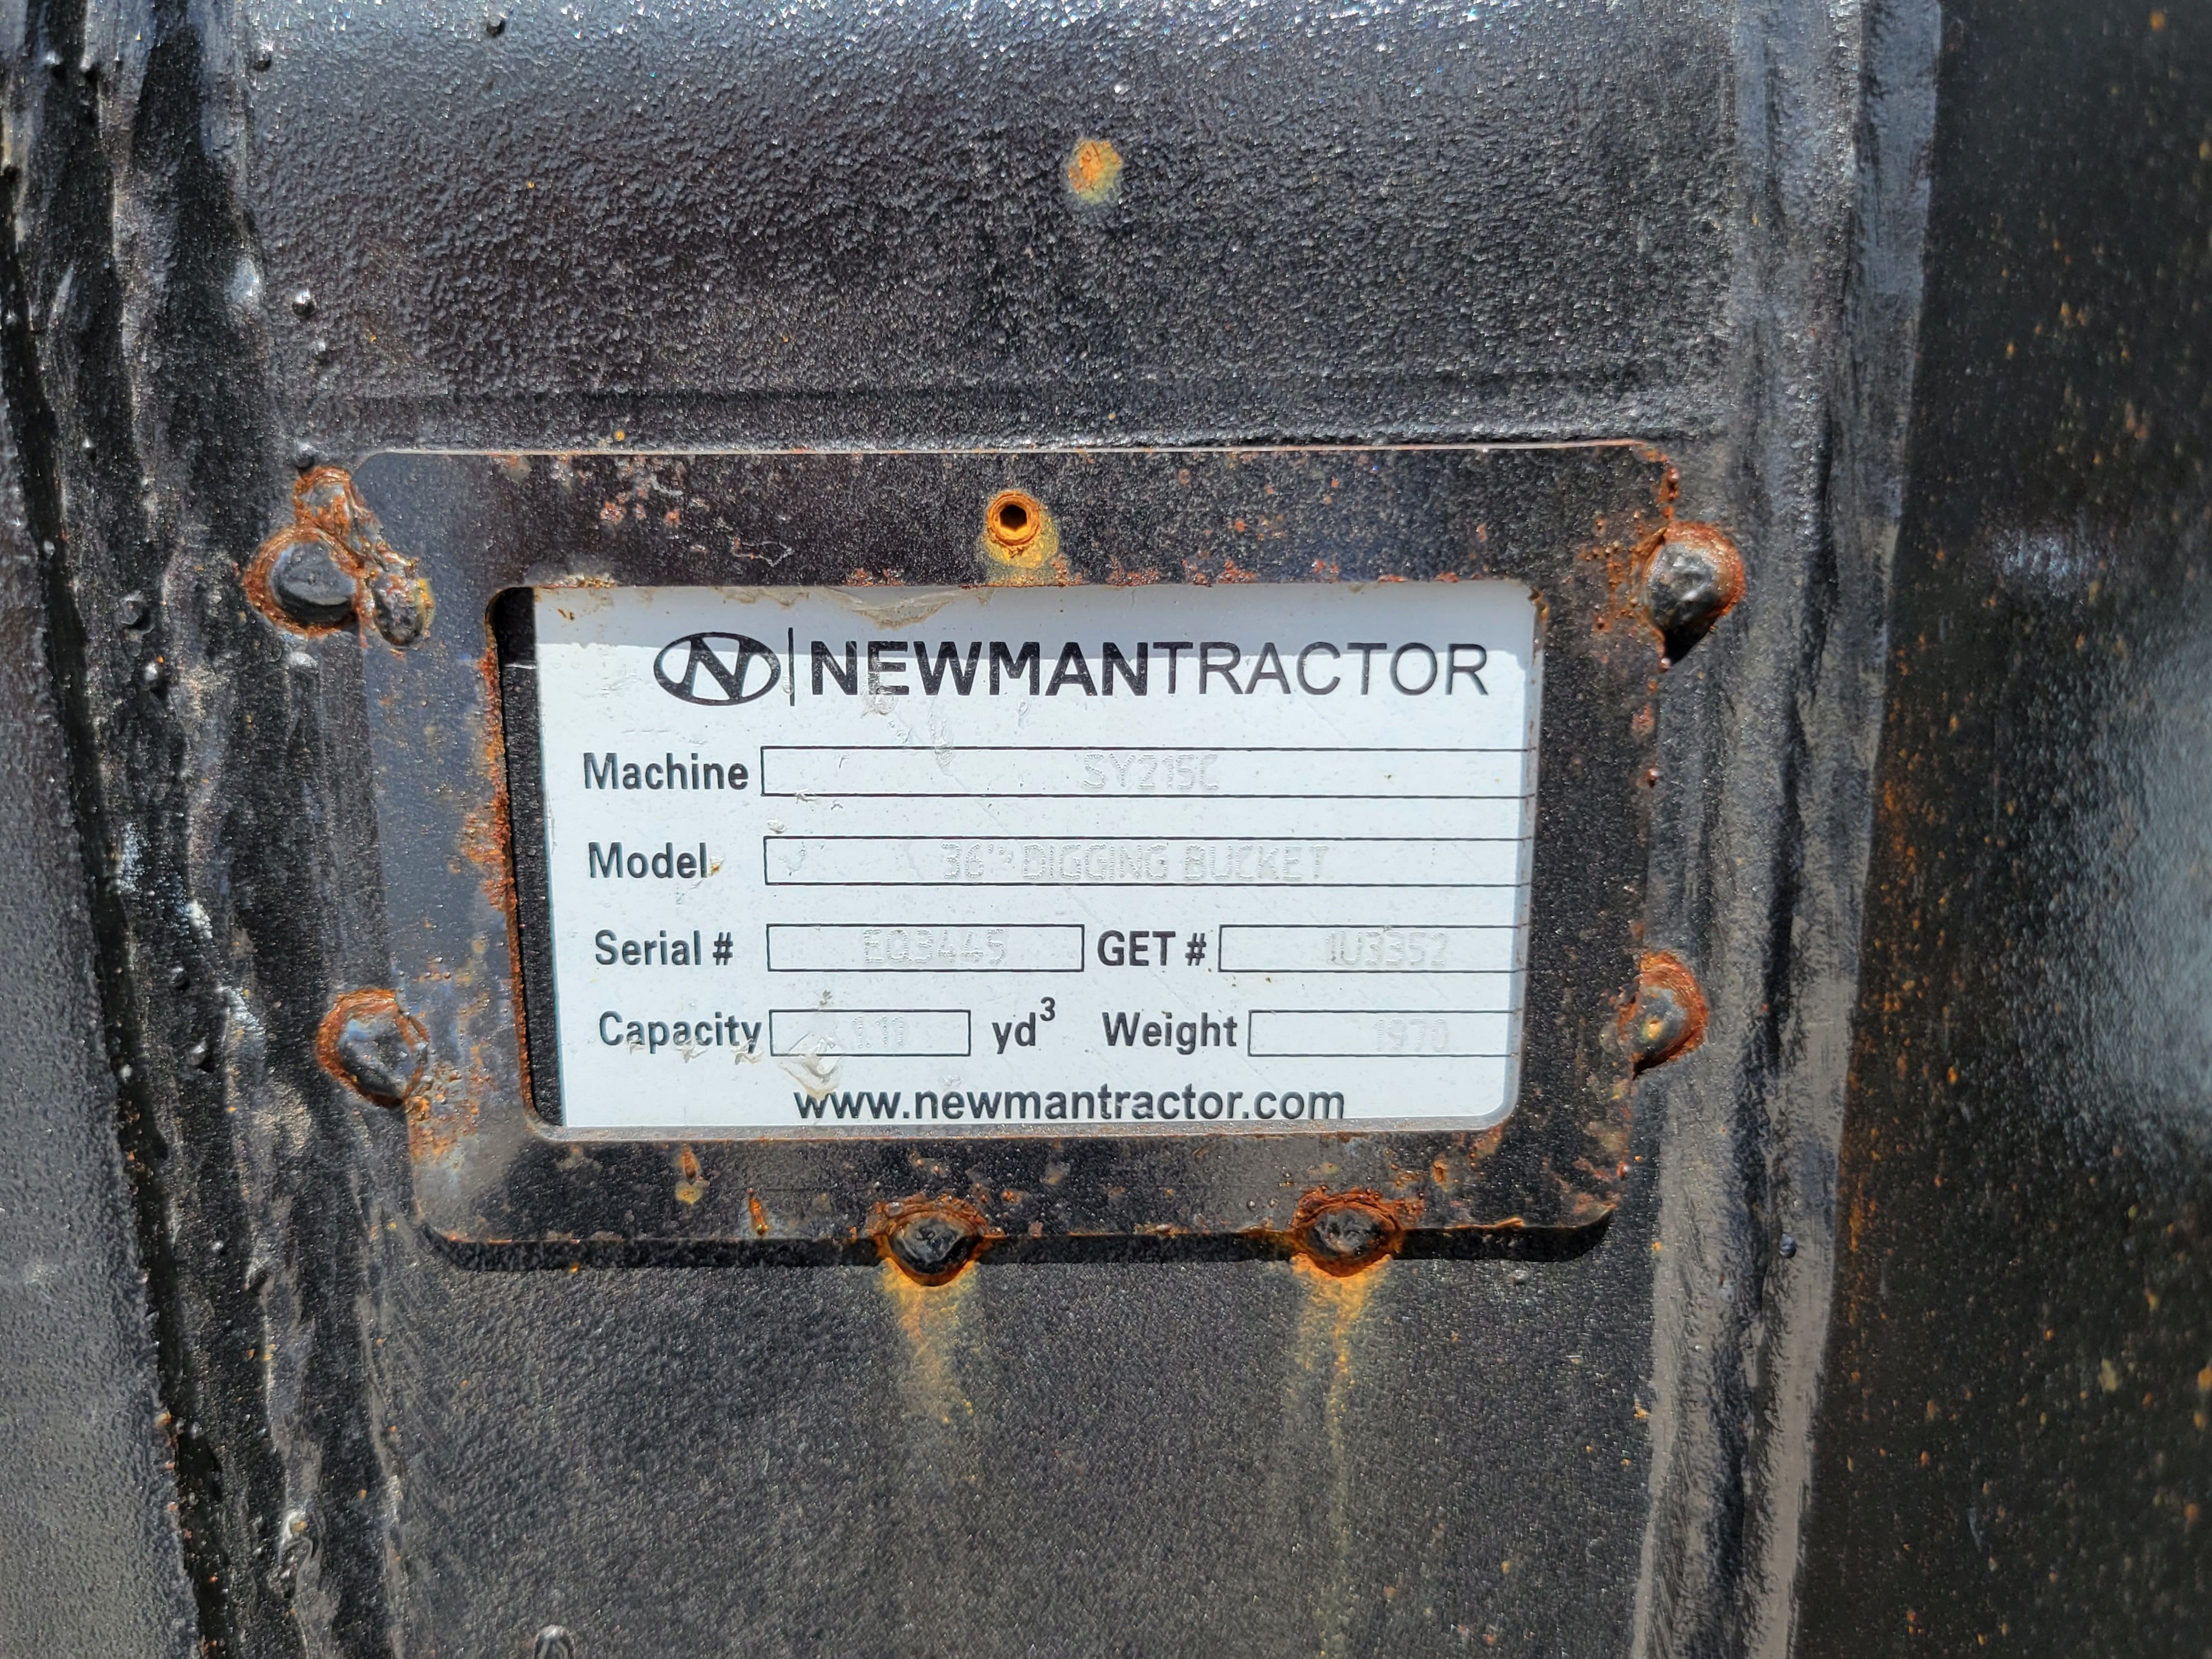 N | NEWMANTRACTOR
Machine SY215C
Model 36" DIGGING BUCKET
Serial # EQ3445 GET # 1U3352
Capacity yd³ Weight 1970
www.newmantractor.com